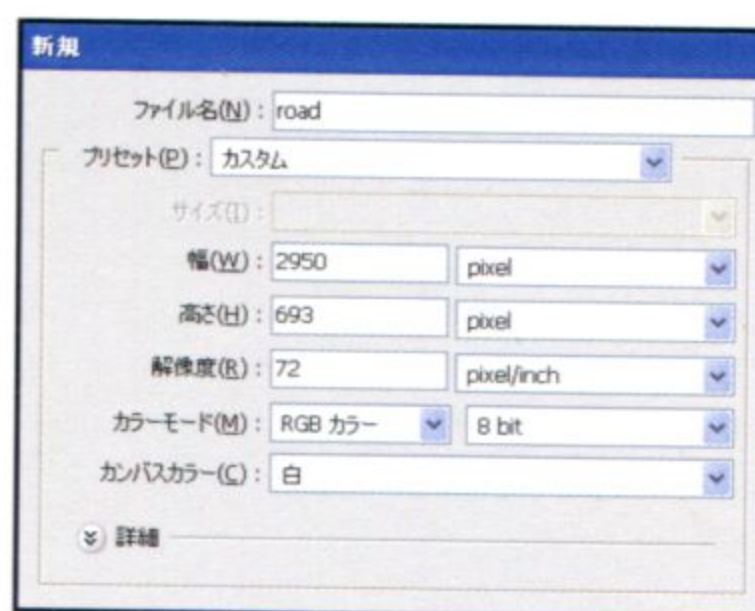 新規
ファイル名(N): road
プリセット(P): カスタム
サイズ(I):
幅(W): 2950 pixel
高さ(H): 693 pixel
解像度(R): 72 pixel/inch
カラーモード(M): RGB カラー 8 bit
カンバスカラー(C): 白
詳細